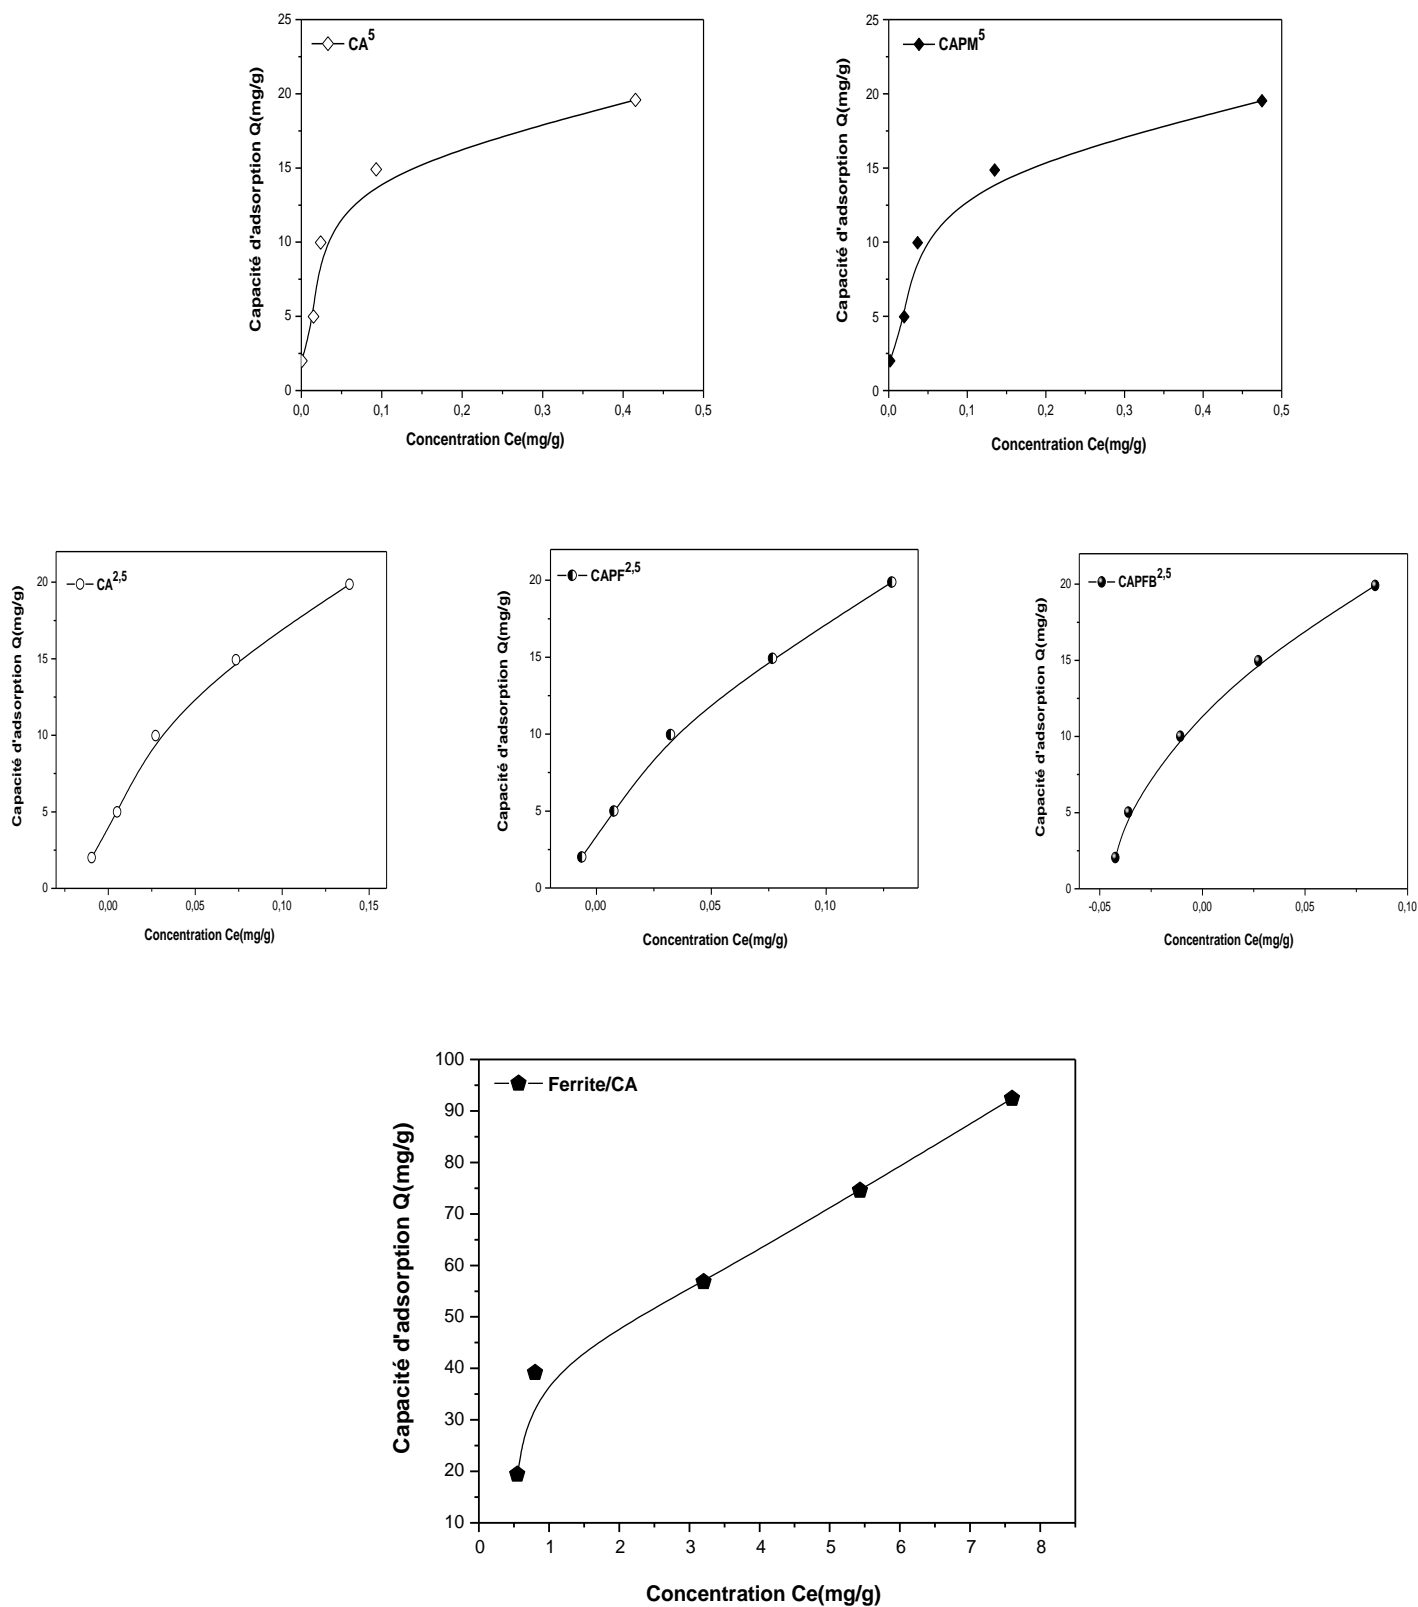 CA5
Capacité d'adsorption Q(mg/g)
25
20
15
10
5
0
0,0 0,1 0,2 0,3 0,4 0,5
Concentration Ce(mg/g)
CAPM5
Capacité d'adsorption Q(mg/g)
25
20
15
10
5
0
0,0 0,1 0,2 0,3 0,4 0,5
Concentration Ce(mg/g)
CA2,5
Capacité d'adsorption Q(mg/g)
20
15
10
5
0
0,00 0,05 0,10 0,15
Concentration Ce(mg/g)
CAPF2,5
Capacité d'adsorption Q(mg/g)
20
15
10
5
0
0,00 0,05 0,10
Concentration Ce(mg/g)
CAPFB2,5
Capacité d'adsorption Q(mg/g)
20
15
10
5
0
-0,05 0,00 0,05 0,10
Concentration Ce(mg/g)
Ferrite/CA
Capacité d'adsorption Q(mg/g)
100
90
80
70
60
50
40
30
20
10
0 1 2 3 4 5 6 7 8
Concentration Ce(mg/g)